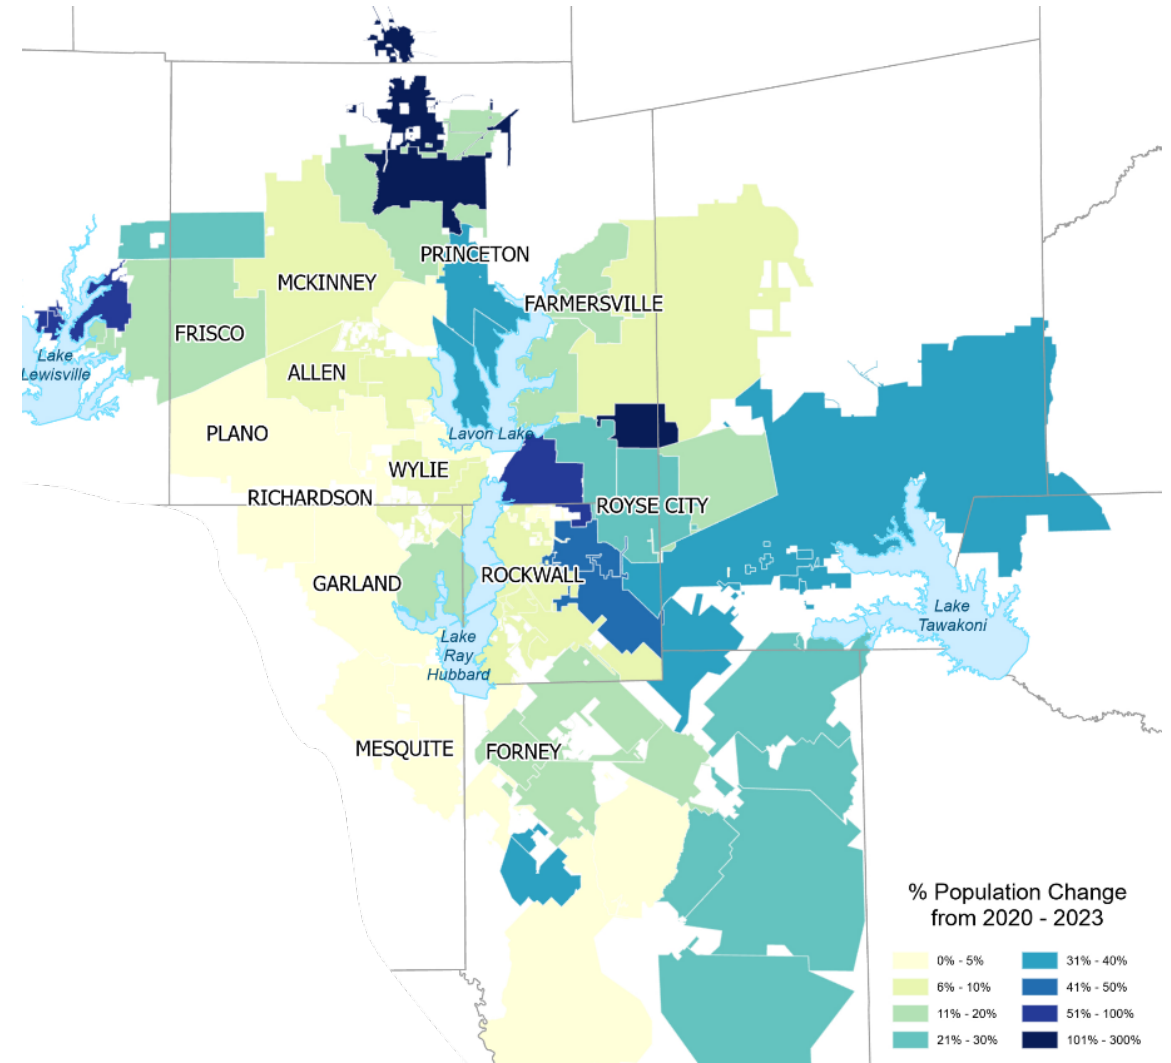 PRINCETON
MCKINNEY
FARMERSVILLE
FRISCO
Lake
Lewisville
ALLEN
PLANO
Lavon Lake
WYLIE
RICHARDSON
ROYSE CITY
GARLAND
ROCKWALL
Lake
Tawakoni
Lake
Ray
Hubbard
MESQUITE
FORNEY
% Population Change
from 2020 - 2023
0% - 5%
6% - 10%
11% - 20%
21% - 30%
31% - 40%
41% - 50%
51% - 100%
101% - 300%